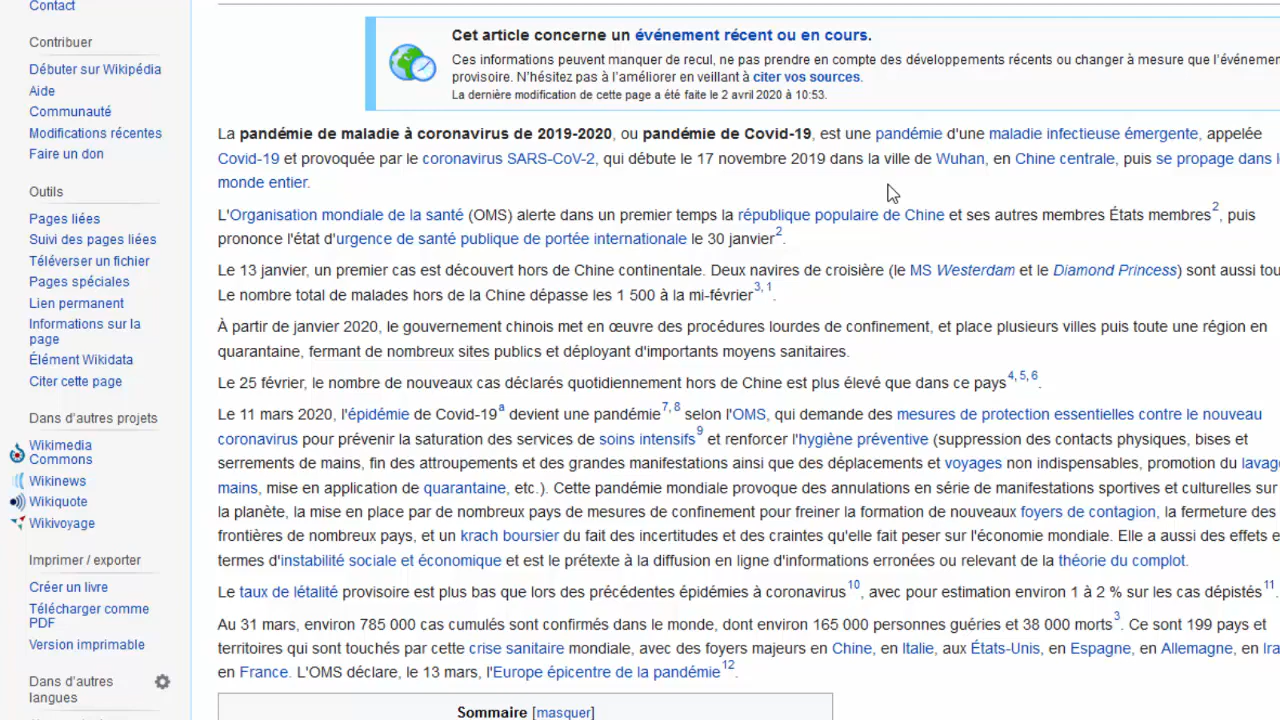 Contact
Contribuer
Débuter sur Wikipédia
Aide
Communauté
Modifications récentes
Faire un don
Outils
Pages liées
Suivi des pages liées
Téléverser un fichier
Pages spéciales
Lien permanent
Informations sur la
page
Élément Wikidata
Citer cette page
Dans d'autres projets
Wikimedia
Commons
Wikinews
Wikiquote
Wikivoyage
Imprimer / exporter
Créer un livre
Télécharger comme
PDF
Version imprimable
Dans d'autres
langues
Cet article concerne un événement récent ou en cours.
Ces informations peuvent manquer de recul, ne pas prendre en compte des développements récents ou changer à mesure que l'événemen
provisoire. N'hésitez pas à l'améliorer en veillant à citer vos sources.
La dernière modification de cette page a été faite le 2 avril 2020 à 10:53.
La pandémie de maladie à coronavirus de 2019-2020, ou pandémie de Covid-19, est une pandémie d'une maladie infectieuse émergente, appelée
Covid-19 et provoquée par le coronavirus SARS-CoV-2, qui débute le 17 novembre 2019 dans la ville de Wuhan, en Chine centrale, puis se propage dans
monde entier.
L'Organisation mondiale de la santé (OMS) alerte dans un premier temps la république populaire de Chine et ses autres membres États membres2, puis
prononce l'état d'urgence de santé publique de portée internationale le 30 janvier2.
Le 13 janvier, un premier cas est découvert hors de Chine continentale. Deux navires de croisière (le MS Westerdam et le Diamond Princess) sont aussi tou
Le nombre total de malades hors de la Chine dépasse les 1 500 à la mi-février3, 1.
À partir de janvier 2020, le gouvernement chinois met en œuvre des procédures lourdes de confinement, et place plusieurs villes puis toute une région en
quarantaine, fermant de nombreux sites publics et déployant d'importants moyens sanitaires.
Le 25 février, le nombre de nouveaux cas déclarés quotidiennement hors de Chine est plus élevé que dans ce pays4, 5, 6.
Le 11 mars 2020, l'épidémie de Covid-19a devient une pandémie7, 8 selon l'OMS, qui demande des mesures de protection essentielles contre le nouveau
coronavirus pour prévenir la saturation des services de soins intensifs9 et renforcer l'hygiène préventive (suppression des contacts physiques, bises et
serrements de mains, fin des attroupements et des grandes manifestations ainsi que des déplacements et voyages non indispensables, promotion du lavag
mains, mise en application de quarantaine, etc.). Cette pandémie mondiale provoque des annulations en série de manifestations sportives et culturelles sur
la planète, la mise en place par de nombreux pays de mesures de confinement pour freiner la formation de nouveaux foyers de contagion, la fermeture des
frontières de nombreux pays, et un krach boursier du fait des incertitudes et des craintes qu'elle fait peser sur l'économie mondiale. Elle a aussi des effets e
termes d'instabilité sociale et économique et est le prétexte à la diffusion en ligne d'informations erronées ou relevant de la théorie du complot.
Le taux de létalité provisoire est plus bas que lors des précédentes épidémies à coronavirus10, avec pour estimation environ 1 à 2 % sur les cas dépistés11.
Au 31 mars, environ 785 000 cas cumulés sont confirmés dans le monde, dont environ 165 000 personnes guéries et 38 000 morts3. Ce sont 199 pays et
territoires qui sont touchés par cette crise sanitaire mondiale, avec des foyers majeurs en Chine, en Italie, aux États-Unis, en Espagne, en Allemagne, en Ira
en France. L'OMS déclare, le 13 mars, l'Europe épicentre de la pandémie12.
Sommaire [masquer]